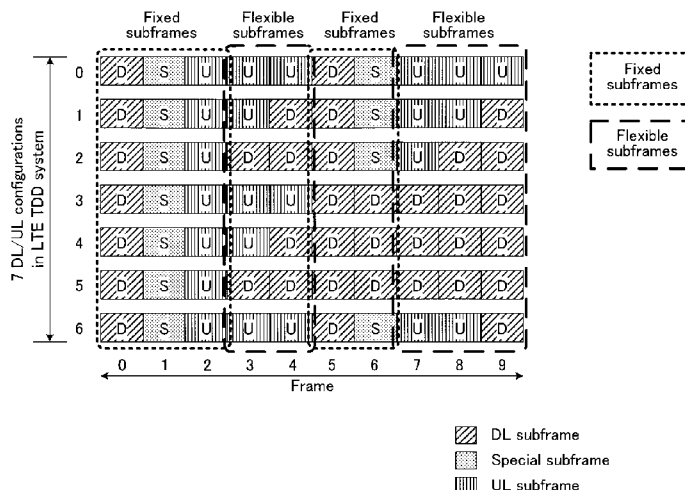 Fixed subframes
Flexible subframes
Fixed subframes
Flexible subframes
7 DL/UL configurations in LTE TDD system
0 D S U U U D S U U U
1 D S U U D D S U U D
2 D S U D D D S U D D
3 D S U U U D D D D D
4 D S U U D D D D D D
5 D S U D D D D D D D
6 D S U U U D S U U D
0 1 2 3 4 5 6 7 8 9
Frame
Fixed subframes
Flexible subframes
DL subframe
Special subframe
UL subframe